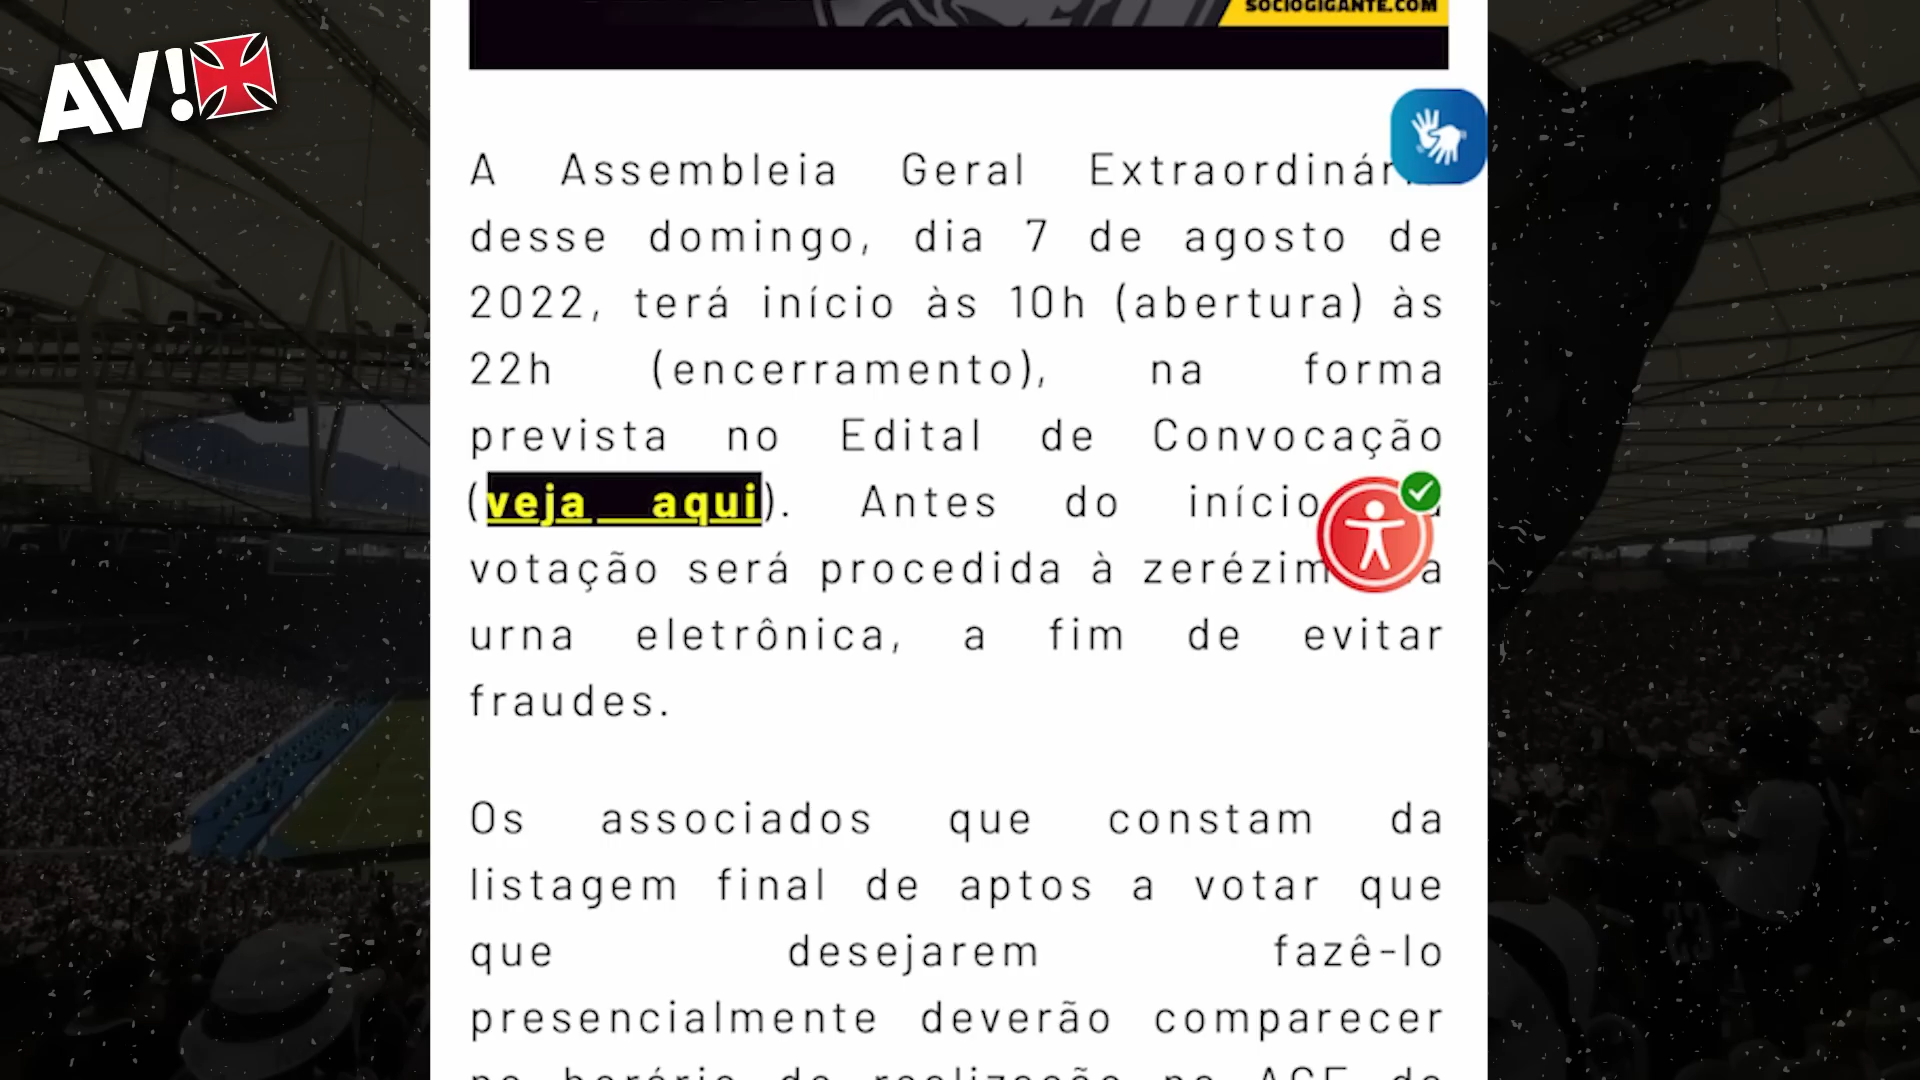 SOCIOGIGANTE.COM
AV!
A Assembleia Geral
desse domingo, dia 7 de agosto de
2022, terá início às 10h (abertura) às
22h (encerramento), na forma
prevista no Edital de Convocação
(veja aqui). Antes do início
votação será procedida à a
urna eletrônica, a fim de evitar
fraudes.
Os associados que constam da
listagem final de aptos a votar que
que desejarem fazê-lo
presencialmente deverão comparecer